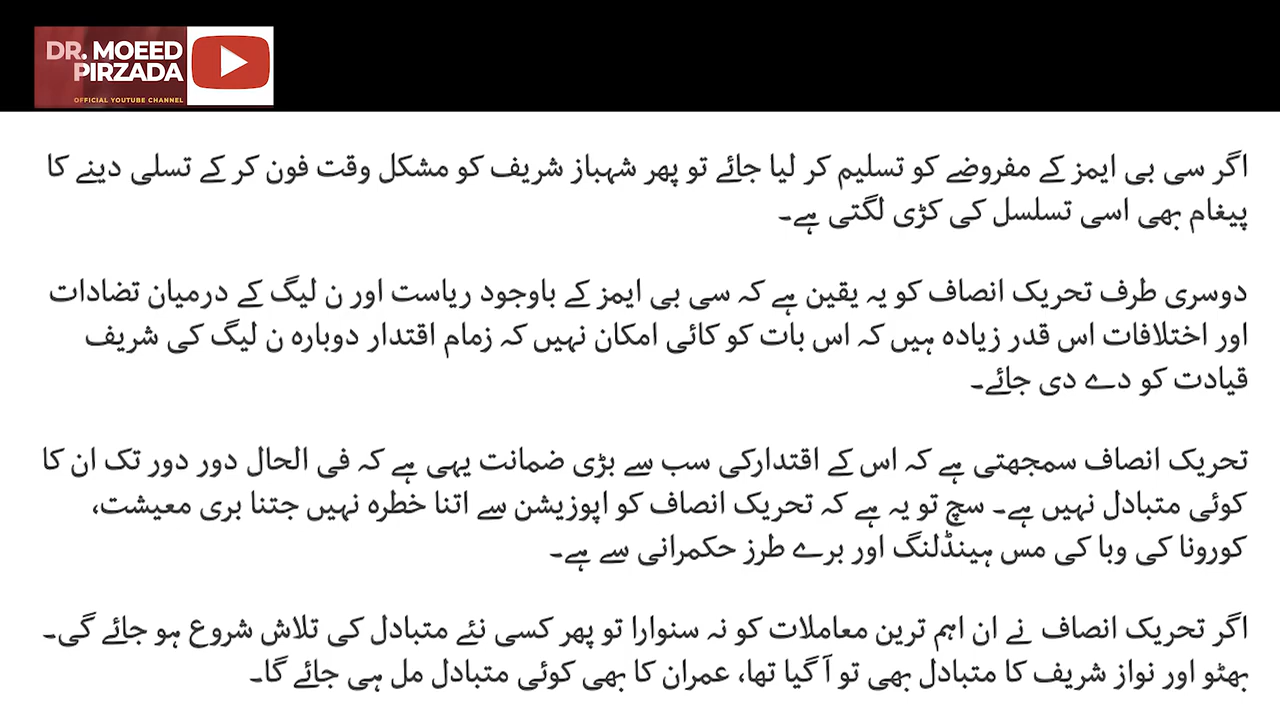 DR. MOEED
PIRZADA
OFFICIAL YOUTUBE CHANNEL
اگر سی بی ایمز کے مفروضے کو تسلیم کر لیا جائے تو پھر شہباز شریف کو مشکل وقت فون کر کے تسلی دینے کا
پیغام بھی اسی تسلسل کی کڑی لگتی ہے۔
دوسری طرف تحریک انصاف کو یہ یقین ہے کہ سی بی ایمز کے باوجود ریاست اور ن لیگ کے درمیان تضادات
اور اختلافات اس قدر زیادہ ہیں کہ اس بات کو کائی امکان نہیں کہ زمام اقتدار دوبارہ ن لیگ کی شریف
قیادت کو دے دی جائے۔
تحریک انصاف سمجھتی ہے کہ اس کے اقتدارکی سب سے بڑی ضمانت یہی ہے کہ فی الحال دور دور تک ان کا
کوئی متبادل نہیں ہے۔ سچ تو یہ ہے کہ تحریک انصاف کو اپوزیشن سے اتنا خطرہ نہیں جتنا بری معیشت،
کورونا کی وبا کی مس ہینڈلنگ اور برے طرز حکمرانی سے ہے۔
اگر تحریک انصاف نے ان اہم ترین معاملات کو نہ سنوارا تو پھر کسی نئے متبادل کی تلاش شروع ہو جائے گی۔
بھٹو اور نواز شریف کا متبادل بھی تو آ گیا تھا، عمران کا بھی کوئی متبادل مل ہی جائے گا۔